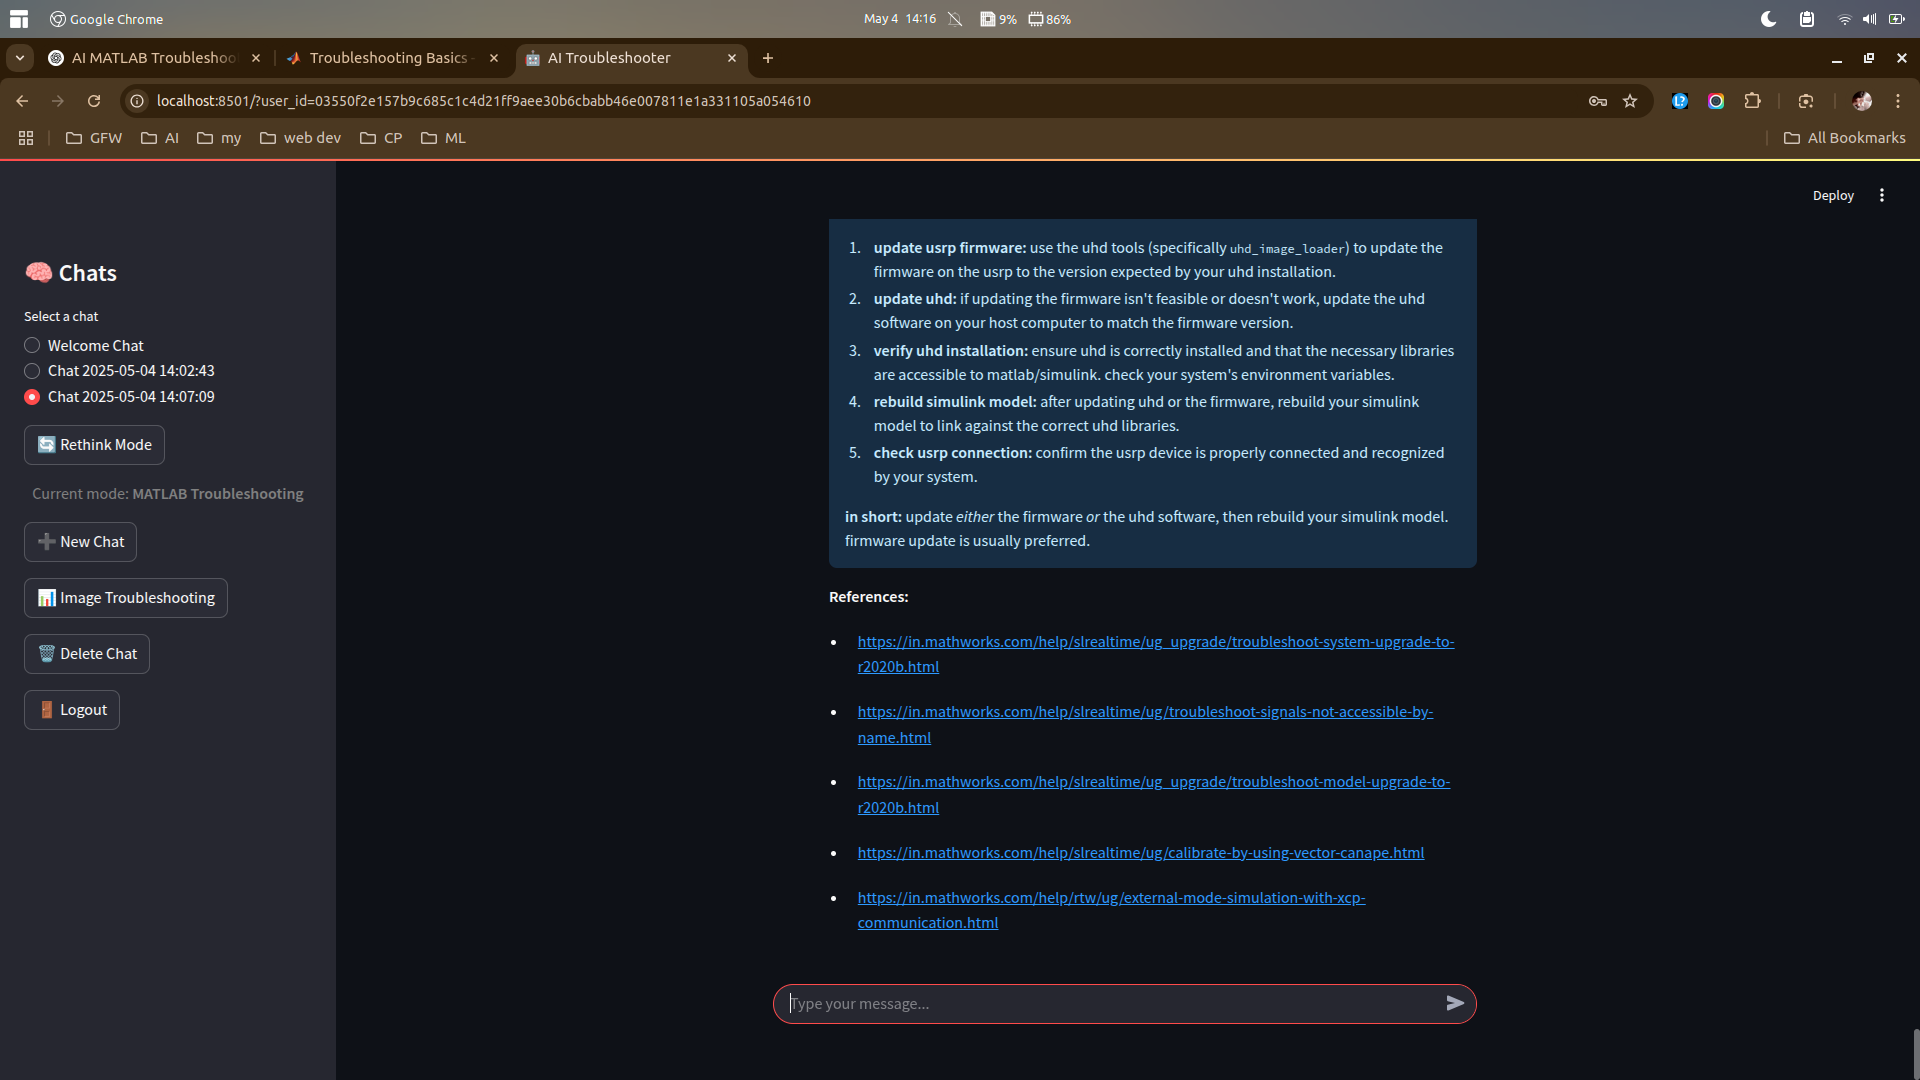 Google Chrome
May 4 14:16
9%
86%
AI MATLAB Troubleshoo
Troubleshooting Basics
AI Troubleshooter
localhost:8501/?user_id=03550f2e157b9c685c1c4d21ff9aee30b6cbabb46e007811e1a331105a054610
GFW
AI
my
web dev
CP
ML
All Bookmarks
Deploy
Chats
Select a chat
Welcome Chat
Chat 2025-05-04 14:02:43
Chat 2025-05-04 14:07:09
Rethink Mode
Current mode: MATLAB Troubleshooting
New Chat
Image Troubleshooting
Delete Chat
Logout
1. update usrp firmware: use the uhd tools (specifically uhd_image_loader) to update the
firmware on the usrp to the version expected by your uhd installation.
2. update uhd: if updating the firmware isn't feasible or doesn't work, update the uhd
software on your host computer to match the firmware version.
3. verify uhd installation: ensure uhd is correctly installed and that the necessary libraries
are accessible to matlab/simulink. check your system's environment variables.
4. rebuild simulink model: after updating uhd or the firmware, rebuild your simulink
model to link against the correct uhd libraries.
5. check usrp connection: confirm the usrp device is properly connected and recognized
by your system.
in short: update either the firmware or the uhd software, then rebuild your simulink model.
firmware update is usually preferred.
References:
https://in.mathworks.com/help/slrealtime/ug_upgrade/troubleshoot-system-upgrade-to-
r2020b.html
https://in.mathworks.com/help/slrealtime/ug/troubleshoot-signals-not-accessible-by-
name.html
https://in.mathworks.com/help/slrealtime/ug_upgrade/troubleshoot-model-upgrade-to-
r2020b.html
https://in.mathworks.com/help/slrealtime/ug/calibrate-by-using-vector-canape.html
https://in.mathworks.com/help/rtw/ug/external-mode-simulation-with-xcp-
communication.html
Type your message...